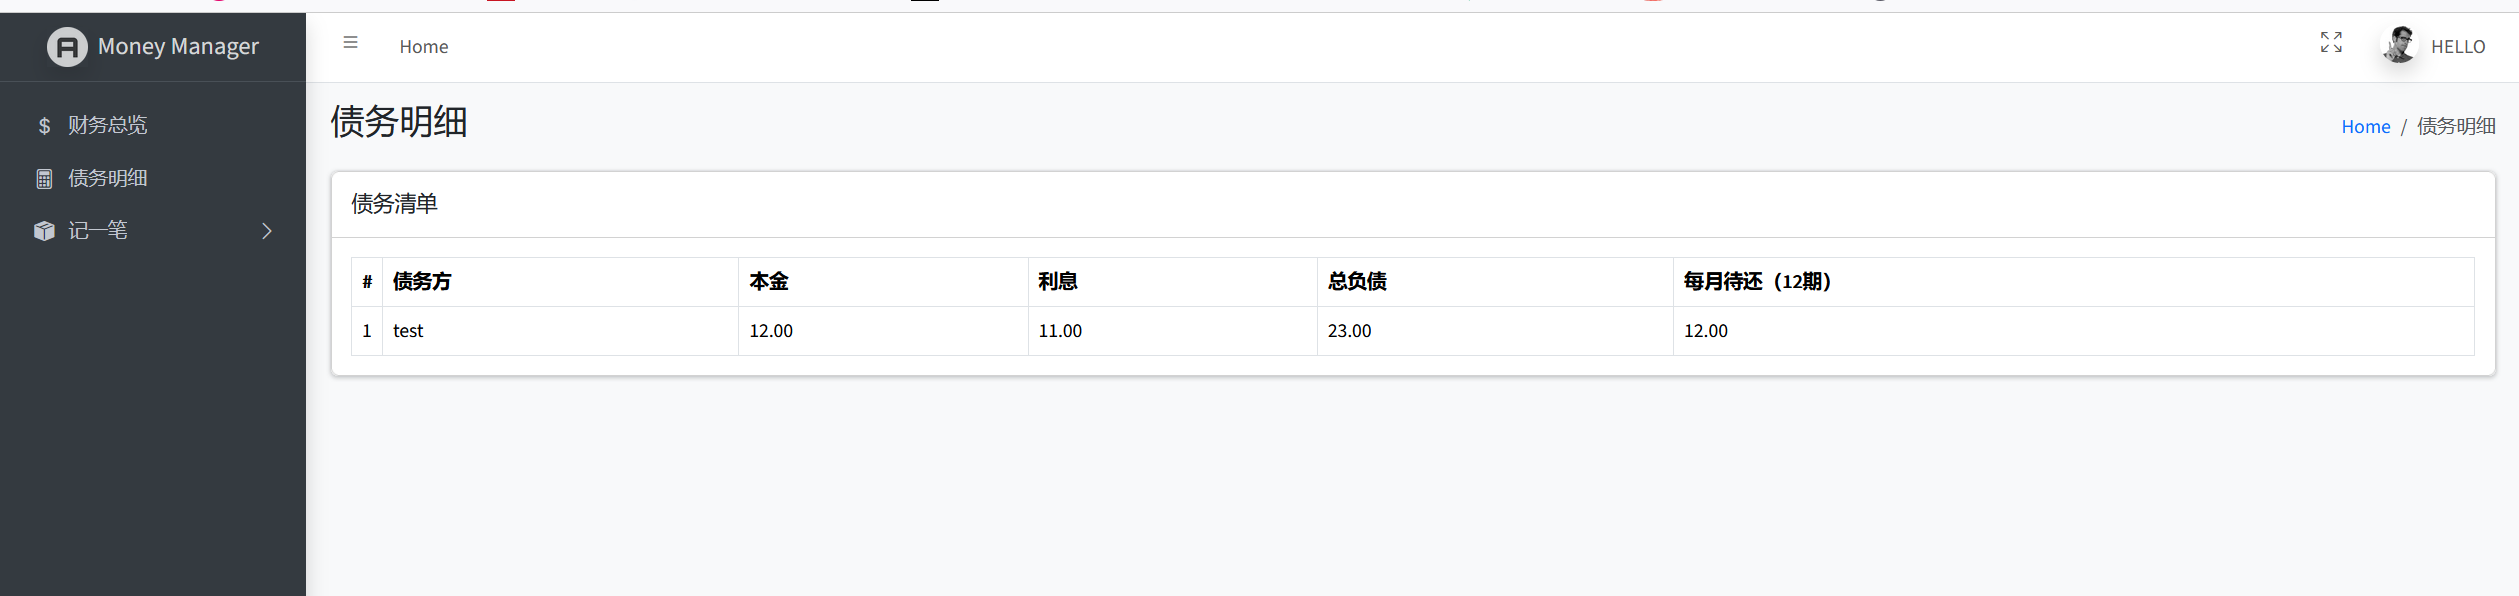 Money Manager
Home
HELLO
财务总览
债务明细
记一笔
债务明细
Home / 债务明细
债务清单
# 债务方 本金 利息 总负债 每月待还（12期）
1 test 12.00 11.00 23.00 12.00